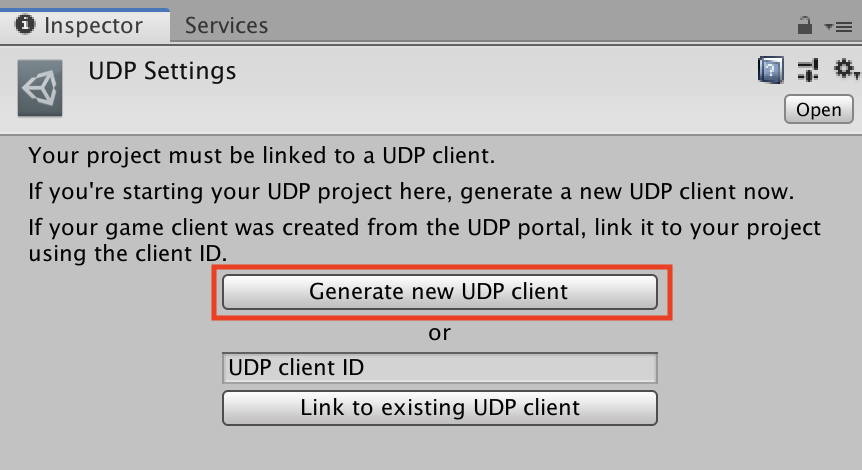 Inspector Services
UDP Settings
Open
Your project must be linked to a UDP client.
If you're starting your UDP project here, generate a new UDP client now.
If your game client was created from the UDP portal, link it to your project
using the client ID.
Generate new UDP client
or
UDP client ID
Link to existing UDP client